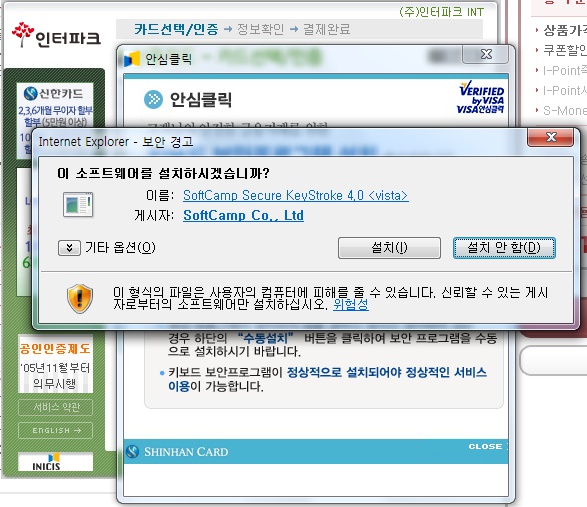 (주)인터파크 INT
인터파크
카드선택/인증 → 정보확인 → 결제완료
안심클릭
신한카드
2,3,6개월 무이자 할부
할부 (5만원 이상)
안심클릭
VERIFIED
by VISA
VISA안심클릭
상품가격
쿠폰할인
I-Point
I-Point
S-Mone
Internet Explorer - 보안 경고
이 소프트웨어를 설치하시겠습니까?
이름: SoftCamp Secure KeyStroke 4,0 <vista>
게시자: SoftCamp Co,, Ltd
기타 옵션(O)
설치(I)
설치 안 함(D)
이 형식의 파일은 사용자의 컴퓨터에 피해를 줄 수 있습니다. 신뢰할 수 있는 게시
자로부터의 소프트웨어만 설치하십시오. 위험성
공인인증제도
'05년11월부터
의무시행
서비스 약관
ENGLISH →
INICIS
경우 하단의 "수동설치" 버튼을 클릭하여 보안 프로그램을 수동
으로 설치하시기 바랍니다.
• 키보드 보안프로그램이 정상적으로 설치되어야 정상적인 서비스
이용이 가능합니다.
SHINHAN CARD
CLOSE